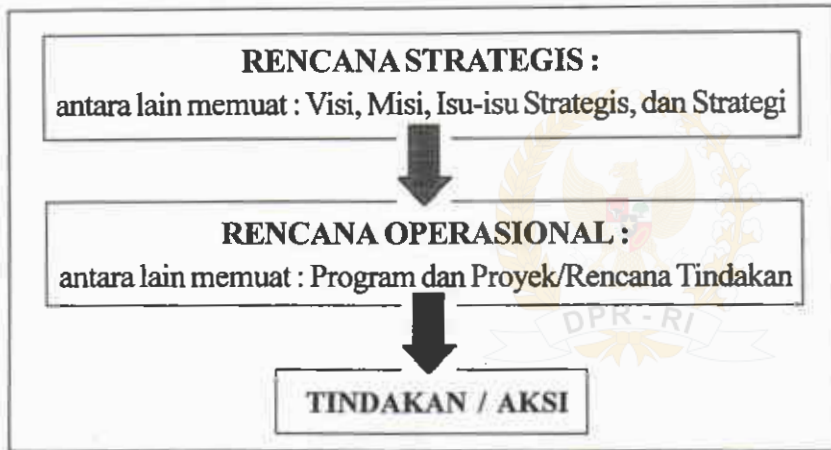 RENCANA STRATEGIS :
antara lain memuat : Visi, Misi, Isu-isu Strategis, dan Strategi
RENCANA OPERASIONAL :
antara lain memuat : Program dan Proyek/Rencana Tindakan
DPR - RI
TINDAKAN / AKSI